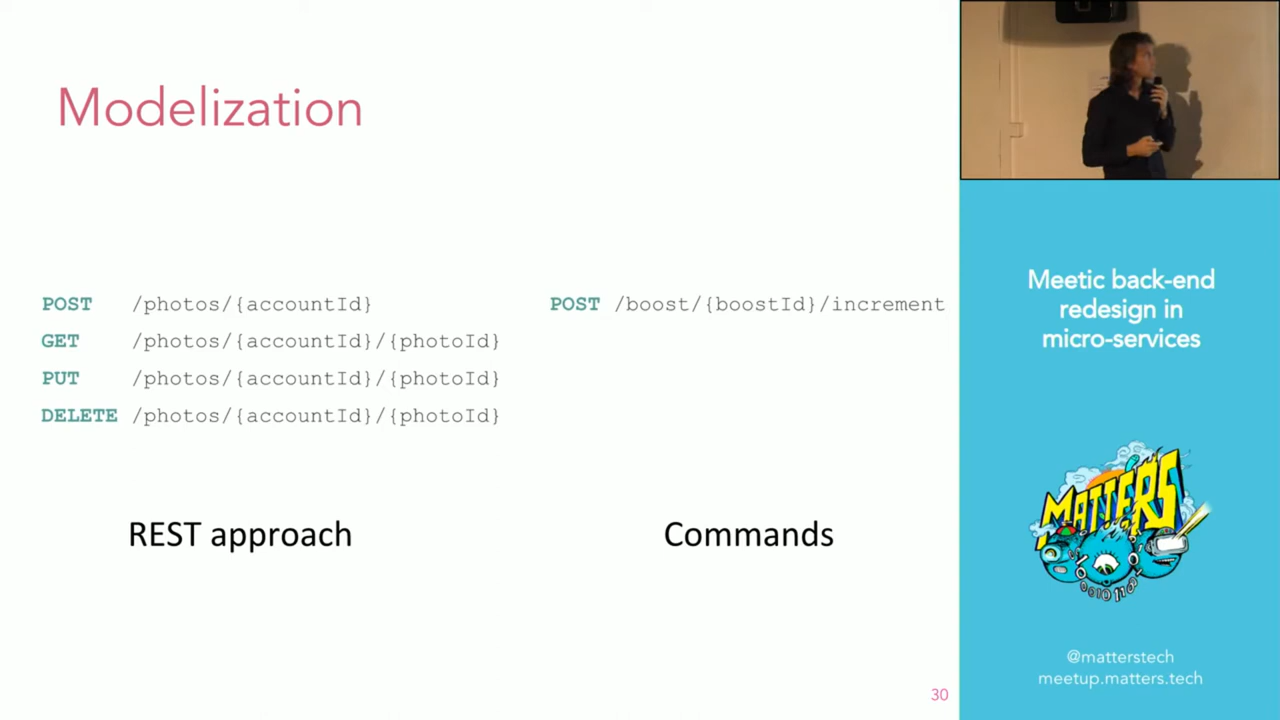 Modelization
POST /photos/{accountId}
GET /photos/{accountId}/{photoId}
PUT /photos/{accountId}/{photoId}
DELETE /photos/{accountId}/{photoId}
REST approach
POST /boost/{boostId}/increment
Commands
30
Meetic back-end
redesign in
micro-services
MATTERS
@matterstech
meetup.matters.tech